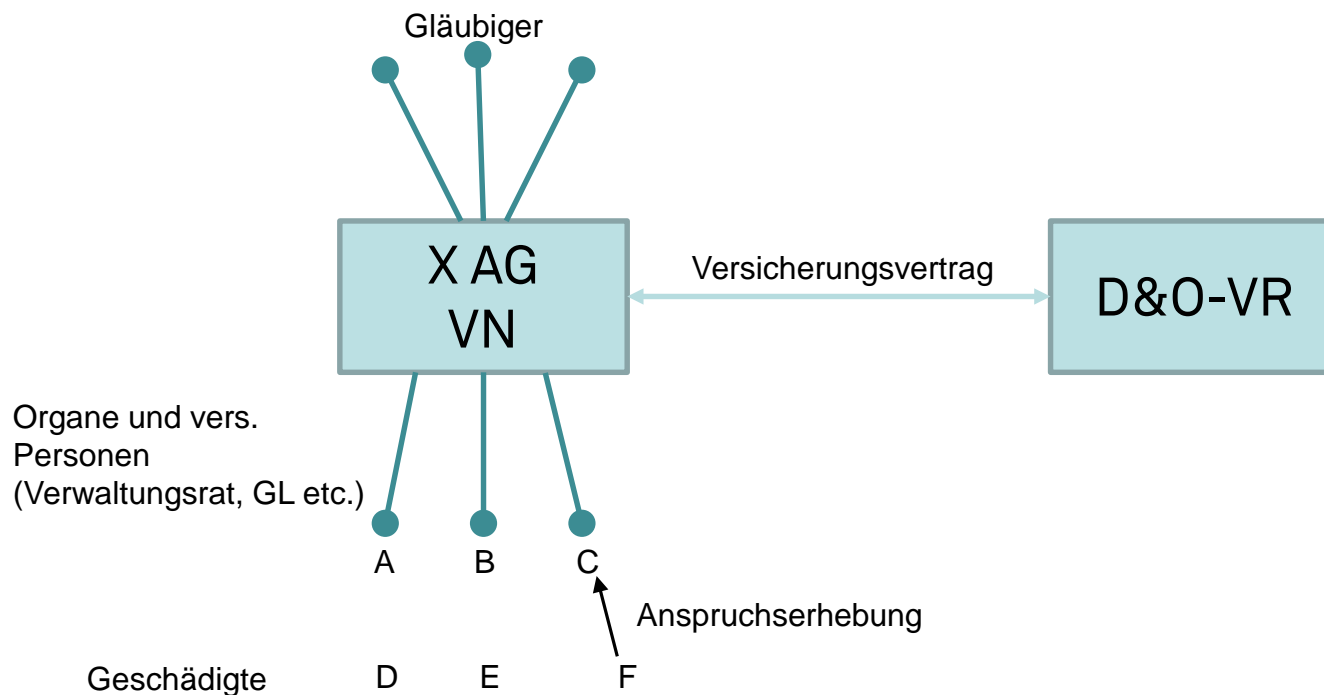 Gläubiger
X AG
VN
Versicherungsvertrag
D&O-VR
Organe und vers.
Personen
(Verwaltungsrat, GL etc.)
A B C
Anspruchserhebung
Geschädigte D E F